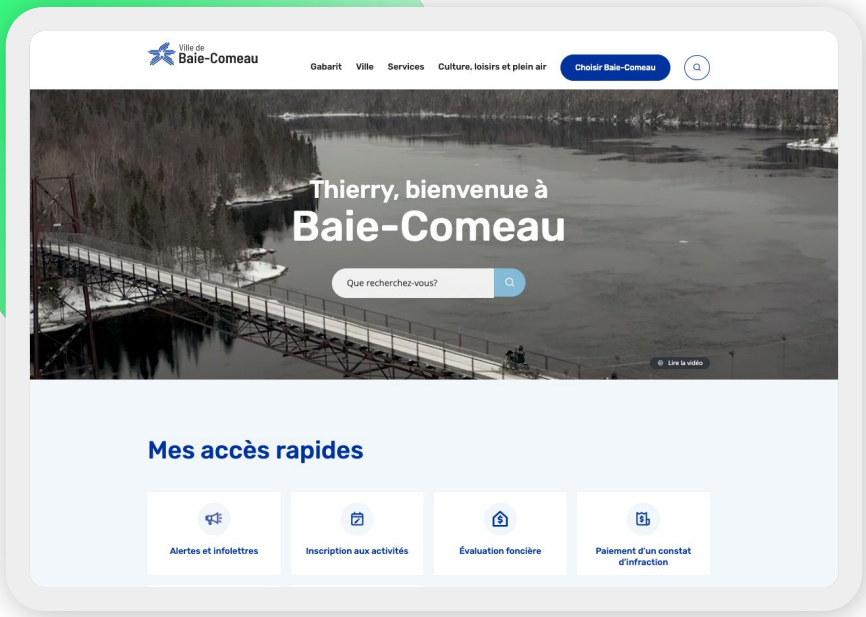 Ville de
Baie-Comeau
Gabarit Ville Services Culture, loisirs et plein air Choisir Baie-Comeau
Thierry, bienvenue à
Baie-Comeau
Que recherchez-vous?
Lire la vidéo
Mes accès rapides
Alertes et infolettres Inscription aux activités Évaluation foncière Paiement d'un constat
d'infraction